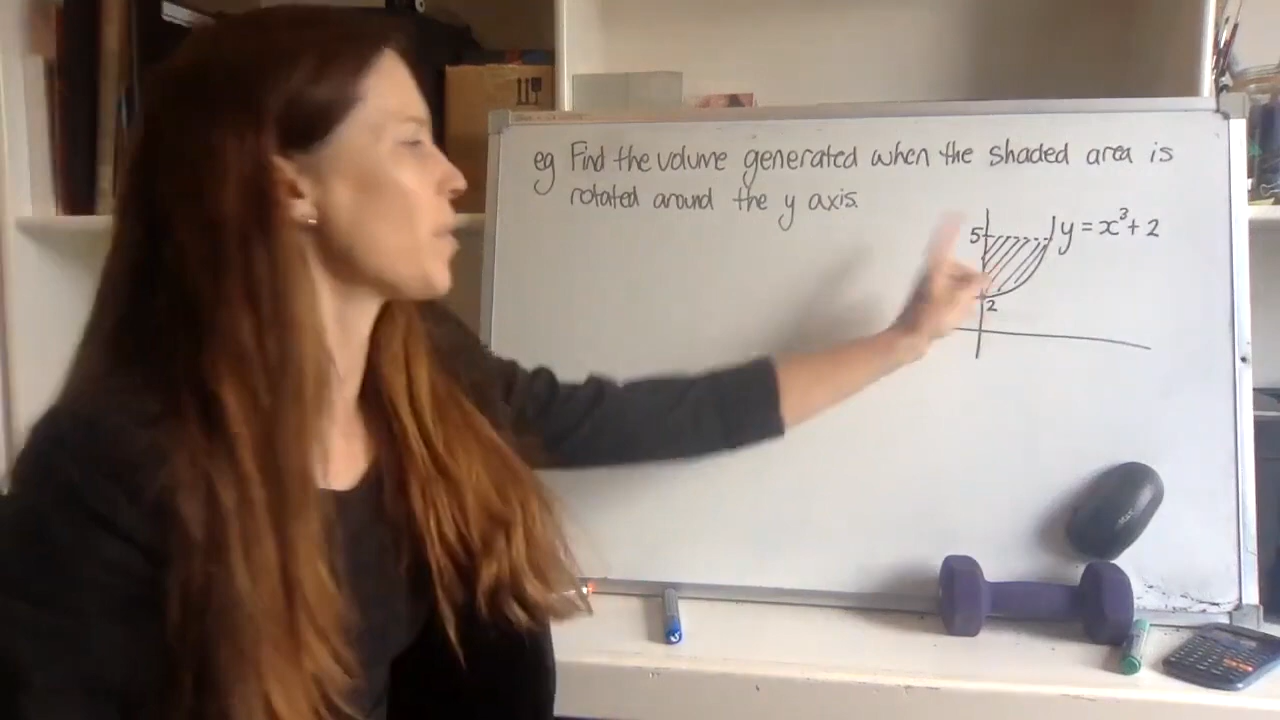 eg Find the volume generated when the shaded area is
rotated around the y axis.
5
y = x³ + 2
2